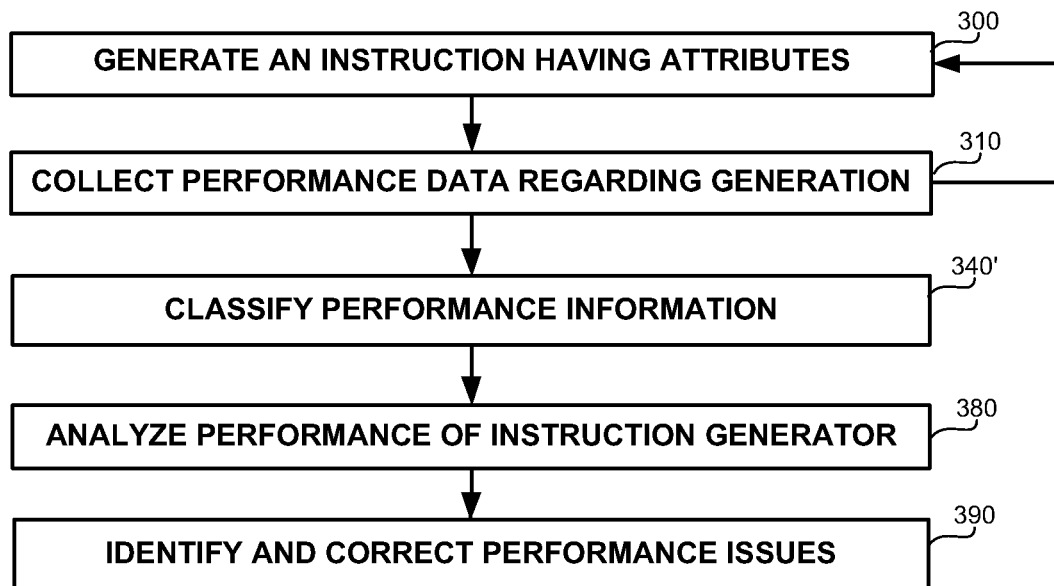 300
GENERATE AN INSTRUCTION HAVING ATTRIBUTES
310
COLLECT PERFORMANCE DATA REGARDING GENERATION
340'
CLASSIFY PERFORMANCE INFORMATION
380
ANALYZE PERFORMANCE OF INSTRUCTION GENERATOR
390
IDENTIFY AND CORRECT PERFORMANCE ISSUES